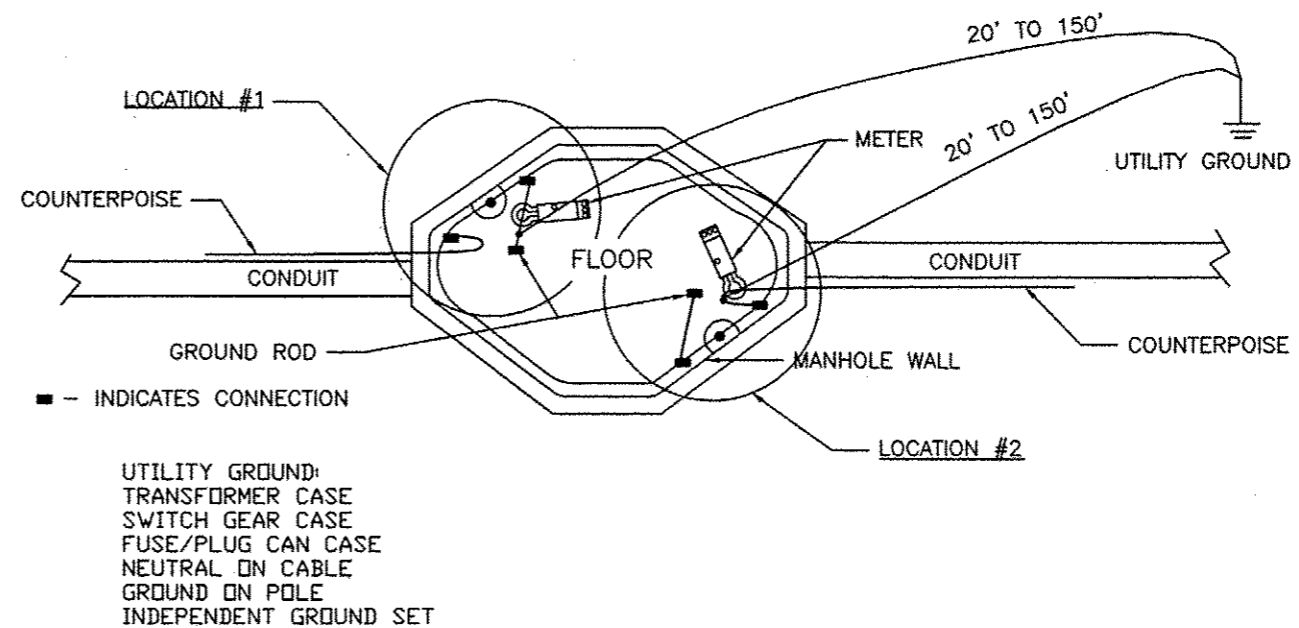 20' TO 150'
LOCATION #1
20' TO 150'
METER
UTILITY GROUND
COUNTERPOISE
FLOOR
CONDUIT
CONDUIT
GROUND ROD
MANHOLE WALL
COUNTERPOISE
■ - INDICATES CONNECTION
LOCATION #2
UTILITY GROUND:
TRANSFORMER CASE
SWITCH GEAR CASE
FUSE/PLUG CAN CASE
NEUTRAL ON CABLE
GROUND ON POLE
INDEPENDENT GROUND SET